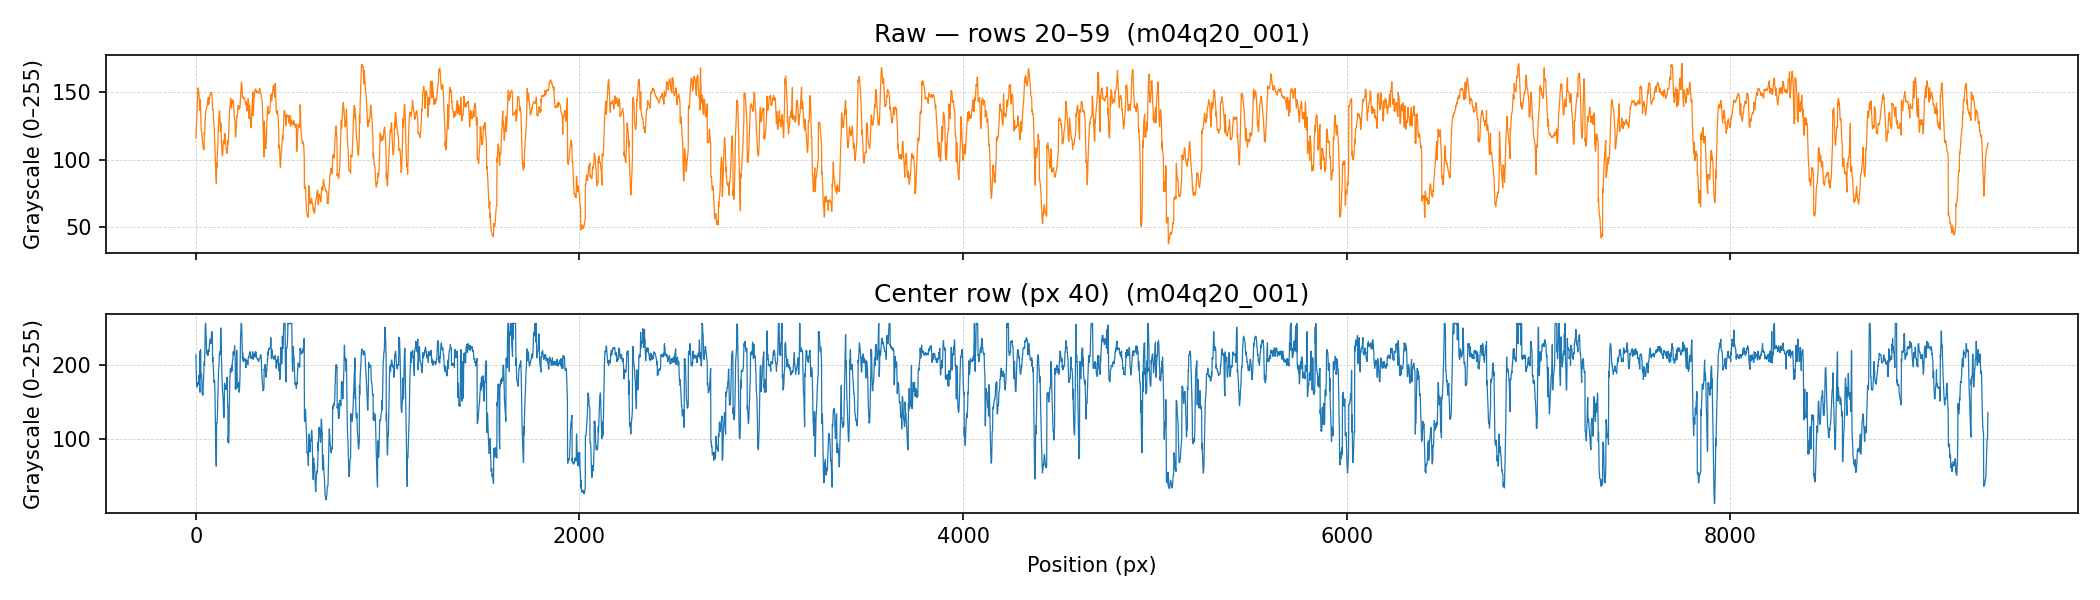 Raw — rows 20–59  (m04q20_001)
Grayscale (0–255)
150
100
50
Center row (px 40)  (m04q20_001)
Grayscale (0–255)
200
100
0 2000 4000 6000 8000
Position (px)